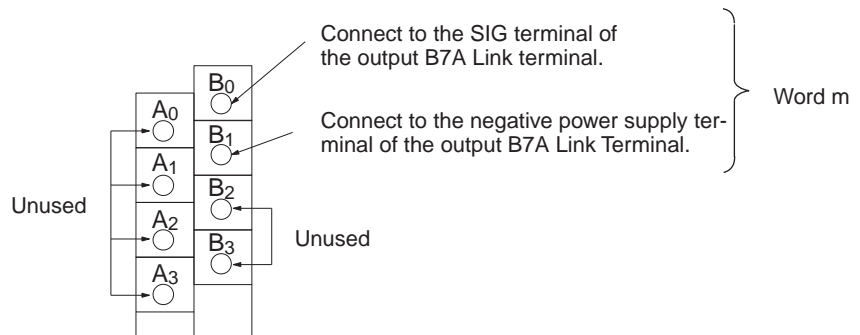 Connect to the SIG terminal of
the output B7A Link terminal.
B0
Word m
A0
Connect to the negative power supply ter-
minal of the output B7A Link Terminal.
B1
A1
B2
Unused
A2
B3
Unused
A3